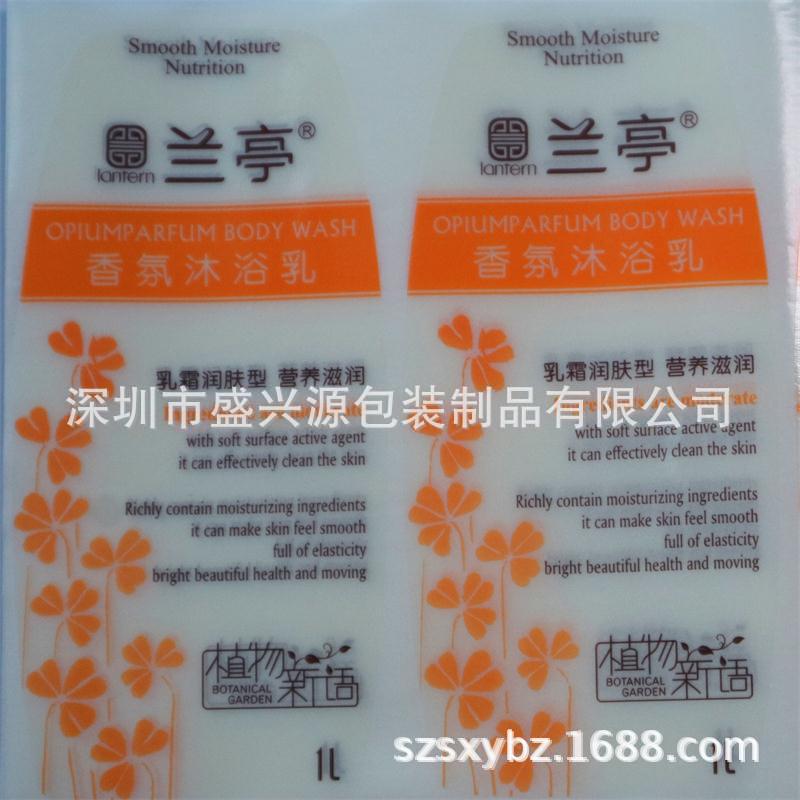 Smooth Moisture
Nutrition
lantern 兰亭®
OPIUMPARFUM BODY WASH
香氛沐浴乳
乳霜润肤型 营养滋润
with soft surface active agent
it can effectively clean the skin
Richly contain moisturizing ingredients
it can make skin feel smooth
full of elasticity
bright beautiful health and moving
植物新语
BOTANICAL
GARDEN
1L
Smooth Moisture
Nutrition
lantern 兰亭®
OPIUMPARFUM BODY WASH
香氛沐浴乳
乳霜润肤型 营养滋润
with soft surface active agent
it can effectively clean the skin
Richly contain moisturizing ingredients
it can make skin feel smooth
full of elasticity
bright beautiful health and moving
植物新语
BOTANICAL
GARDEN
1L
深圳市盛兴源包装制品有限公司
szsxybz.1688.com